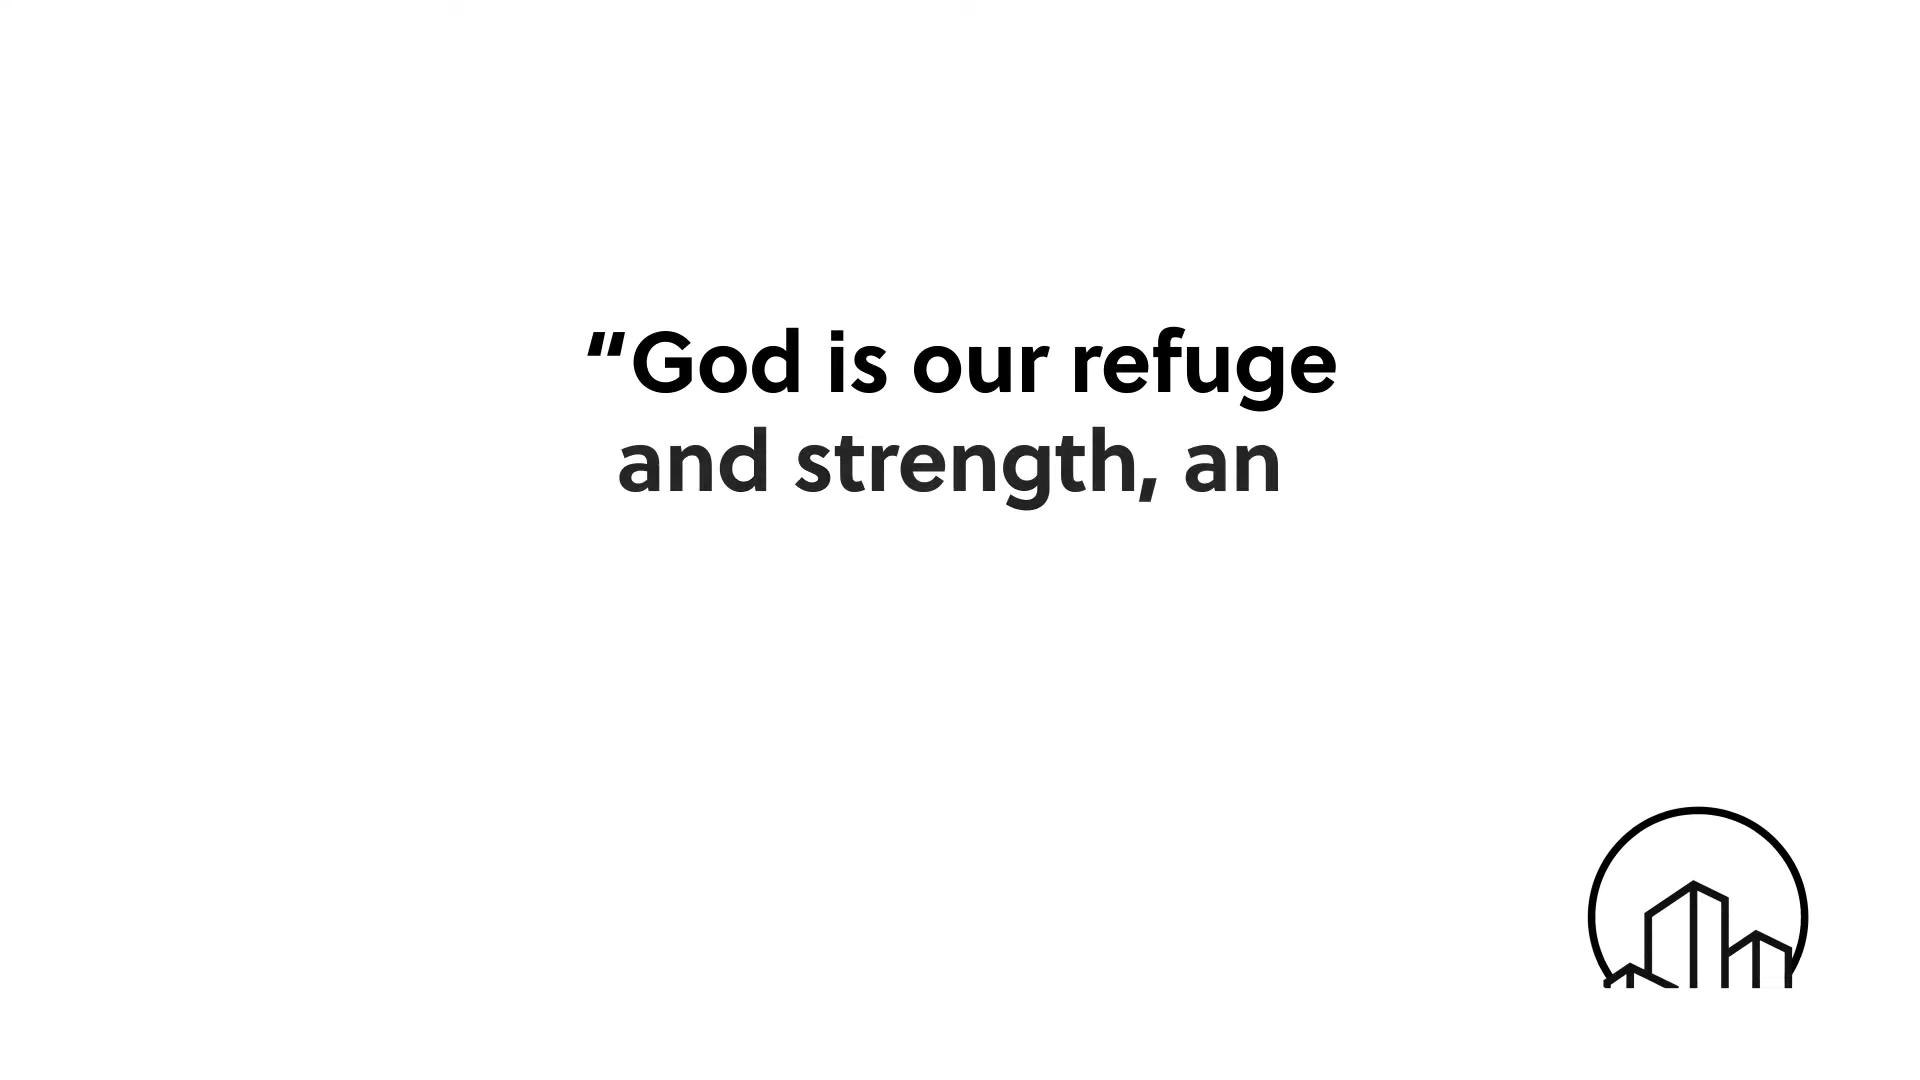 “God is our refuge
and strength, an